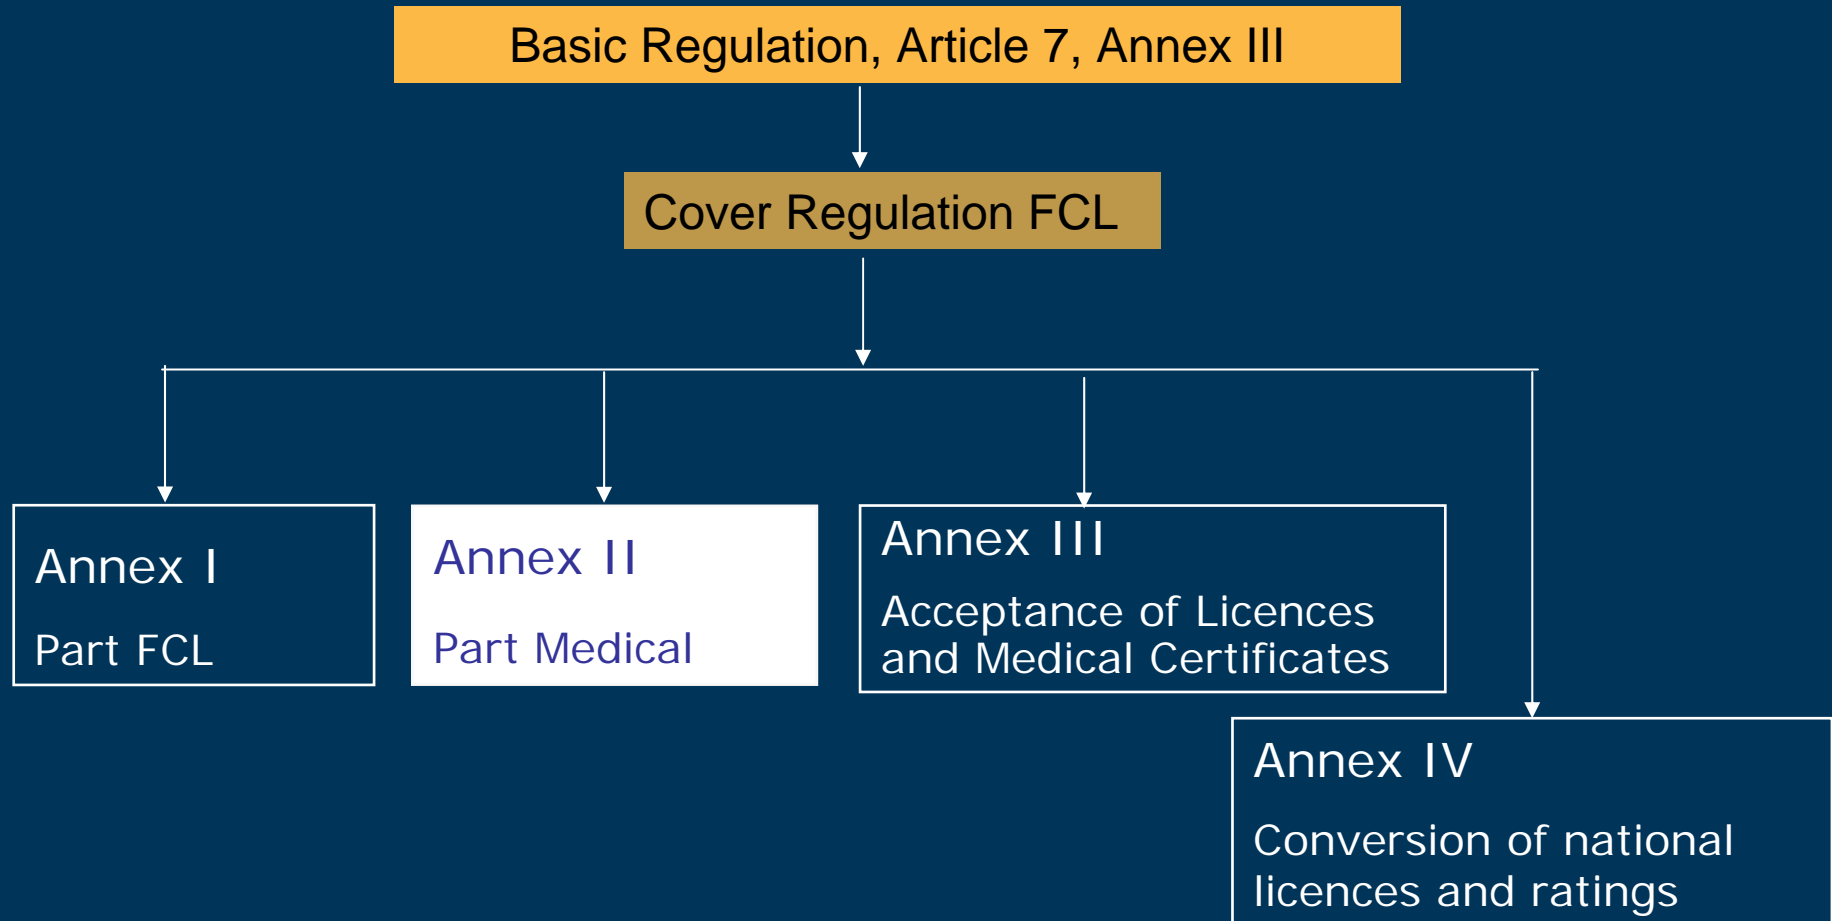 Basic Regulation, Article 7, Annex III
Cover Regulation FCL
Annex I
Part FCL
Annex II
Part Medical
Annex III
Acceptance of Licences
and Medical Certificates
Annex IV
Conversion of national
licences and ratings